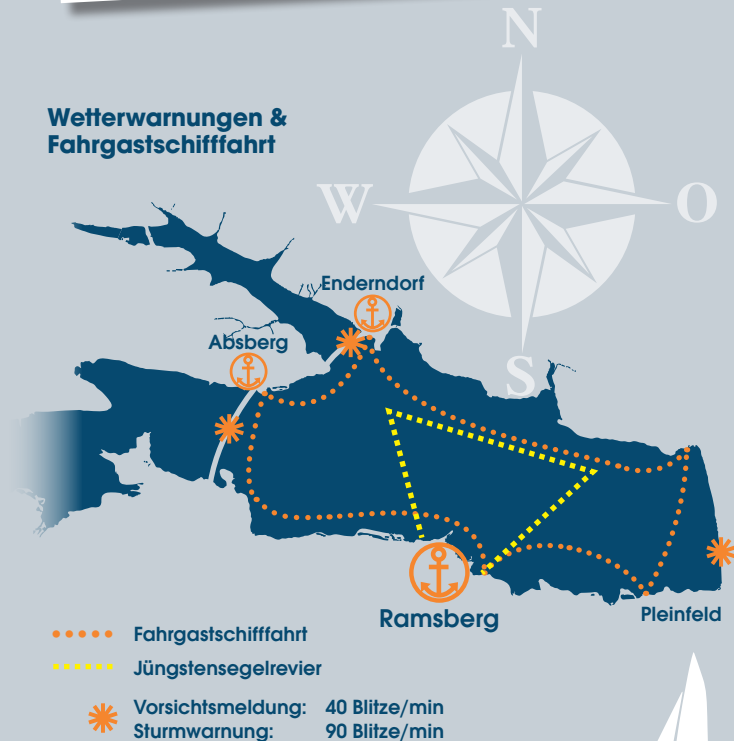 N
Wetterwarnungen &
Fahrgastschifffahrt
W
O
Enderndorf
Absberg
S
Ramsberg
Pleinfeld
Fahrgastschifffahrt
Jüngstensegelrevier
Vorsichtsmeldung: 40 Blitze/min
Sturmwarnung: 90 Blitze/min